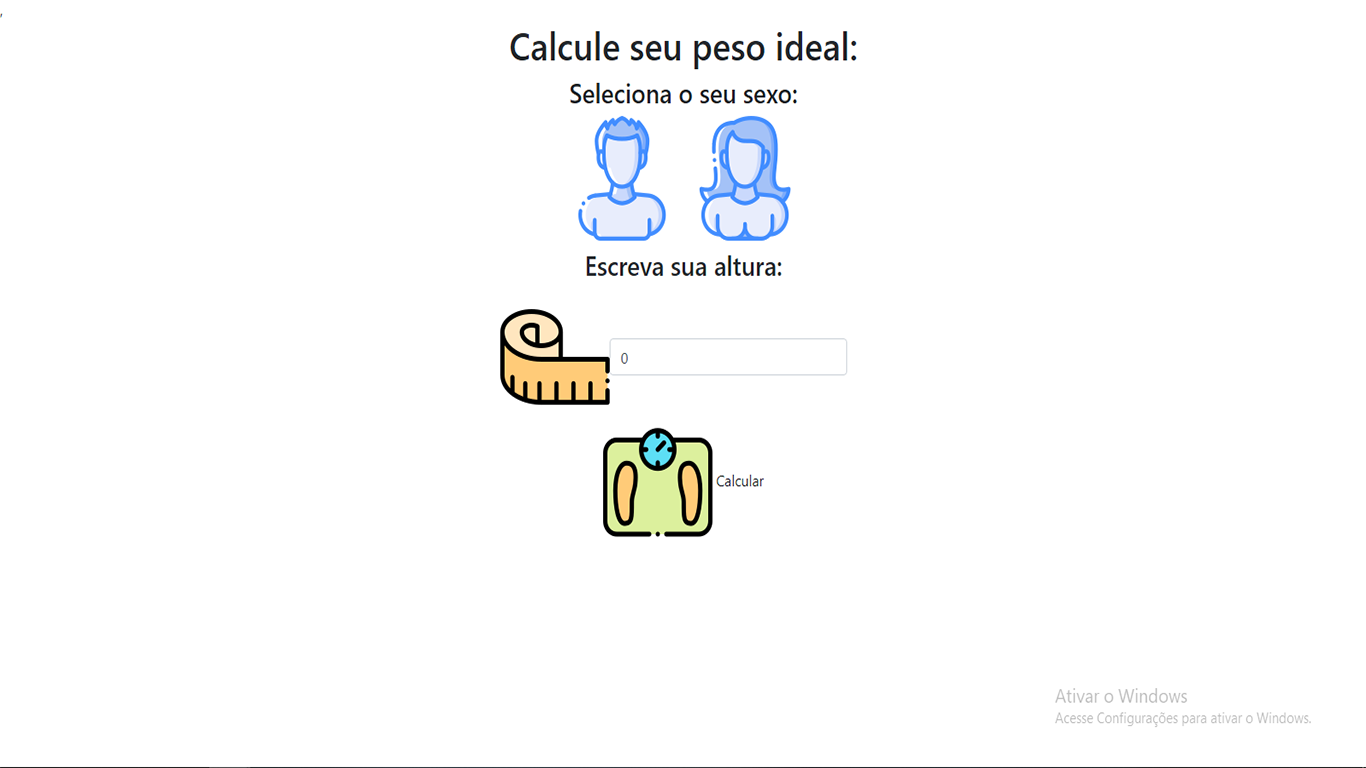 ,
Calcule seu peso ideal:
Seleciona o seu sexo:
Escreva sua altura:
0
Calcular
Ativar o Windows
Acesse Configurações para ativar o Windows.